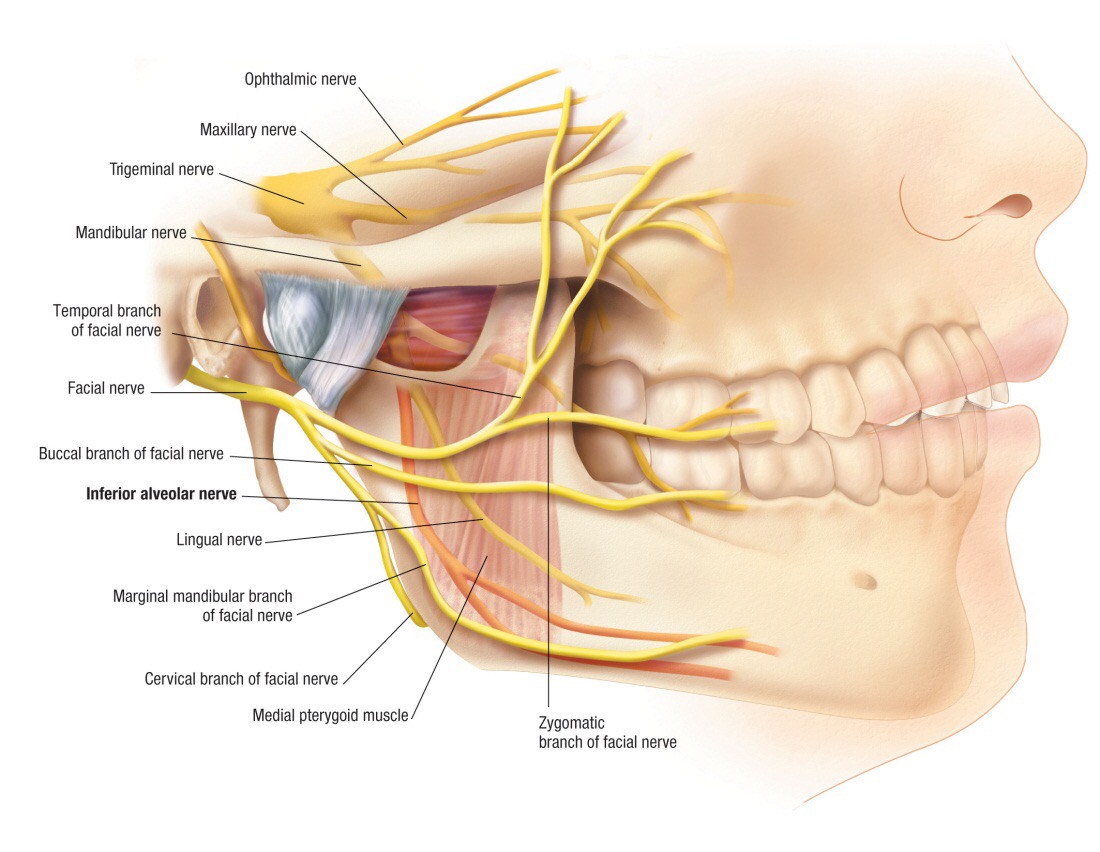 Ophthalmic nerve
Maxillary nerve
Trigeminal nerve
Mandibular nerve
Temporal branch
of facial nerve
Facial nerve
Buccal branch of facial nerve
Inferior alveolar nerve
Lingual nerve
Marginal mandibular branch
of facial nerve
Cervical branch of facial nerve
Medial pterygoid muscle
Zygomatic
branch of facial nerve